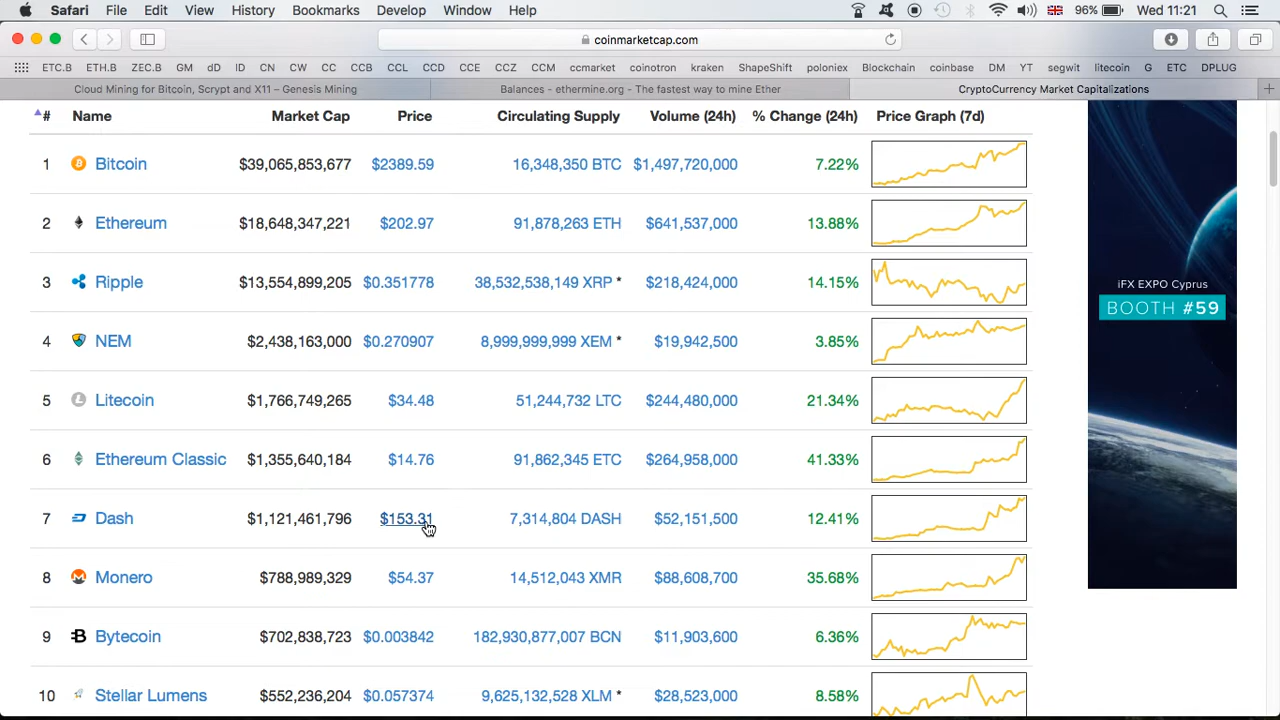 Safari File Edit View History Bookmarks Develop Window Help 96% Wed 11:21
coinmarketcap.com
ETC.B ETH.B ZEC.B GM dD ID CN CW CC CCB CCL CCD CCE CCZ CCM ccmarket coinotron kraken ShapeShift poloniex Blockchain coinbase DM YT segwit litecoin G ETC DPLUG
Cloud Mining for Bitcoin, Scrypt and X11 – Genesis Mining Balances - ethermine.org - The fastest way to mine Ether CryptoCurrency Market Capitalizations
# Name Market Cap Price Circulating Supply Volume (24h) % Change (24h) Price Graph (7d)
1 Bitcoin $39,065,353,677 $2389.59 16,348,350 BTC $1,497,720,000 7.22%
2 Ethereum $18,648,347,221 $202.97 91,878,263 ETH $641,537,000 13.88%
3 Ripple $13,554,899,205 $0.351778 38,532,538,149 XRP * $218,424,000 14.15%
4 NEM $2,438,163,000 $0.270907 8,999,999,999 XEM * $19,942,500 3.85%
5 Litecoin $1,766,749,265 $34.48 51,244,732 LTC $244,480,000 21.34%
6 Ethereum Classic $1,355,640,184 $14.76 91,862,345 ETC $264,958,000 41.33%
7 Dash $1,121,461,796 $153.31 7,314,804 DASH $52,151,500 12.41%
8 Monero $788,989,329 $54.37 14,512,043 XMR $88,608,700 35.68%
9 Bytecoin $702,838,723 $0.003842 182,930,877,007 BCN $11,903,600 6.36%
10 Stellar Lumens $552,236,204 $0.057374 9,625,132,528 XLM * $28,523,000 8.58%
iFX EXPO Cyprus
BOOTH #59